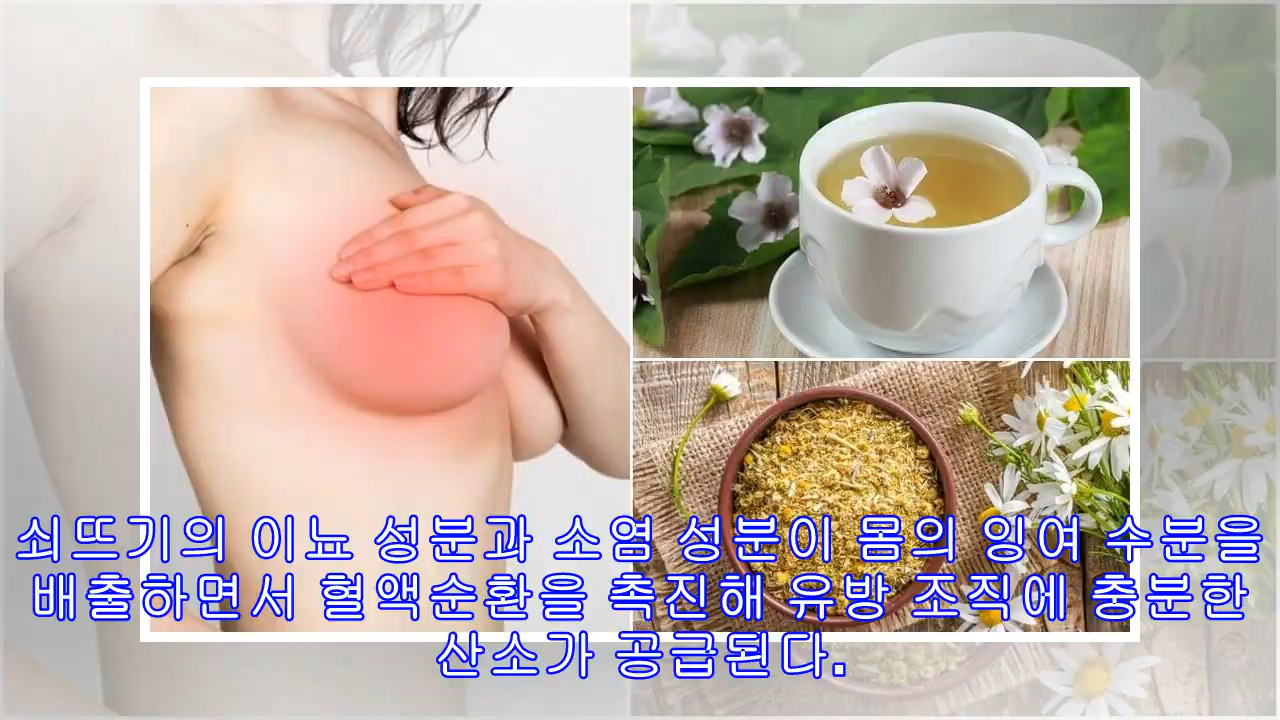 쇠뜨기의 이뇨 성분과 소염 성분이 몸의 잉여 수분을
배출하면서 혈액순환을 촉진해 유방 조직에 충분한
산소가 공급된다.